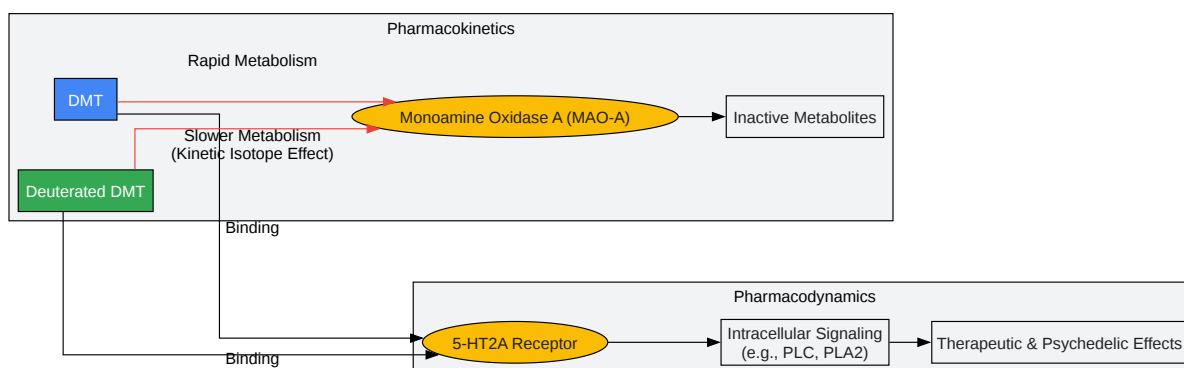 Pharmacokinetics
Rapid Metabolism
DMT
Monoamine Oxidase A (MAO-A)
Inactive Metabolites
Slower Metabolism
(Kinetic Isotope Effect)
Deuterated DMT
Binding
Pharmacodynamics
5-HT2A Receptor
Intracellular Signaling
(e.g., PLC, PLA2)
Therapeutic & Psychedelic Effects
Binding